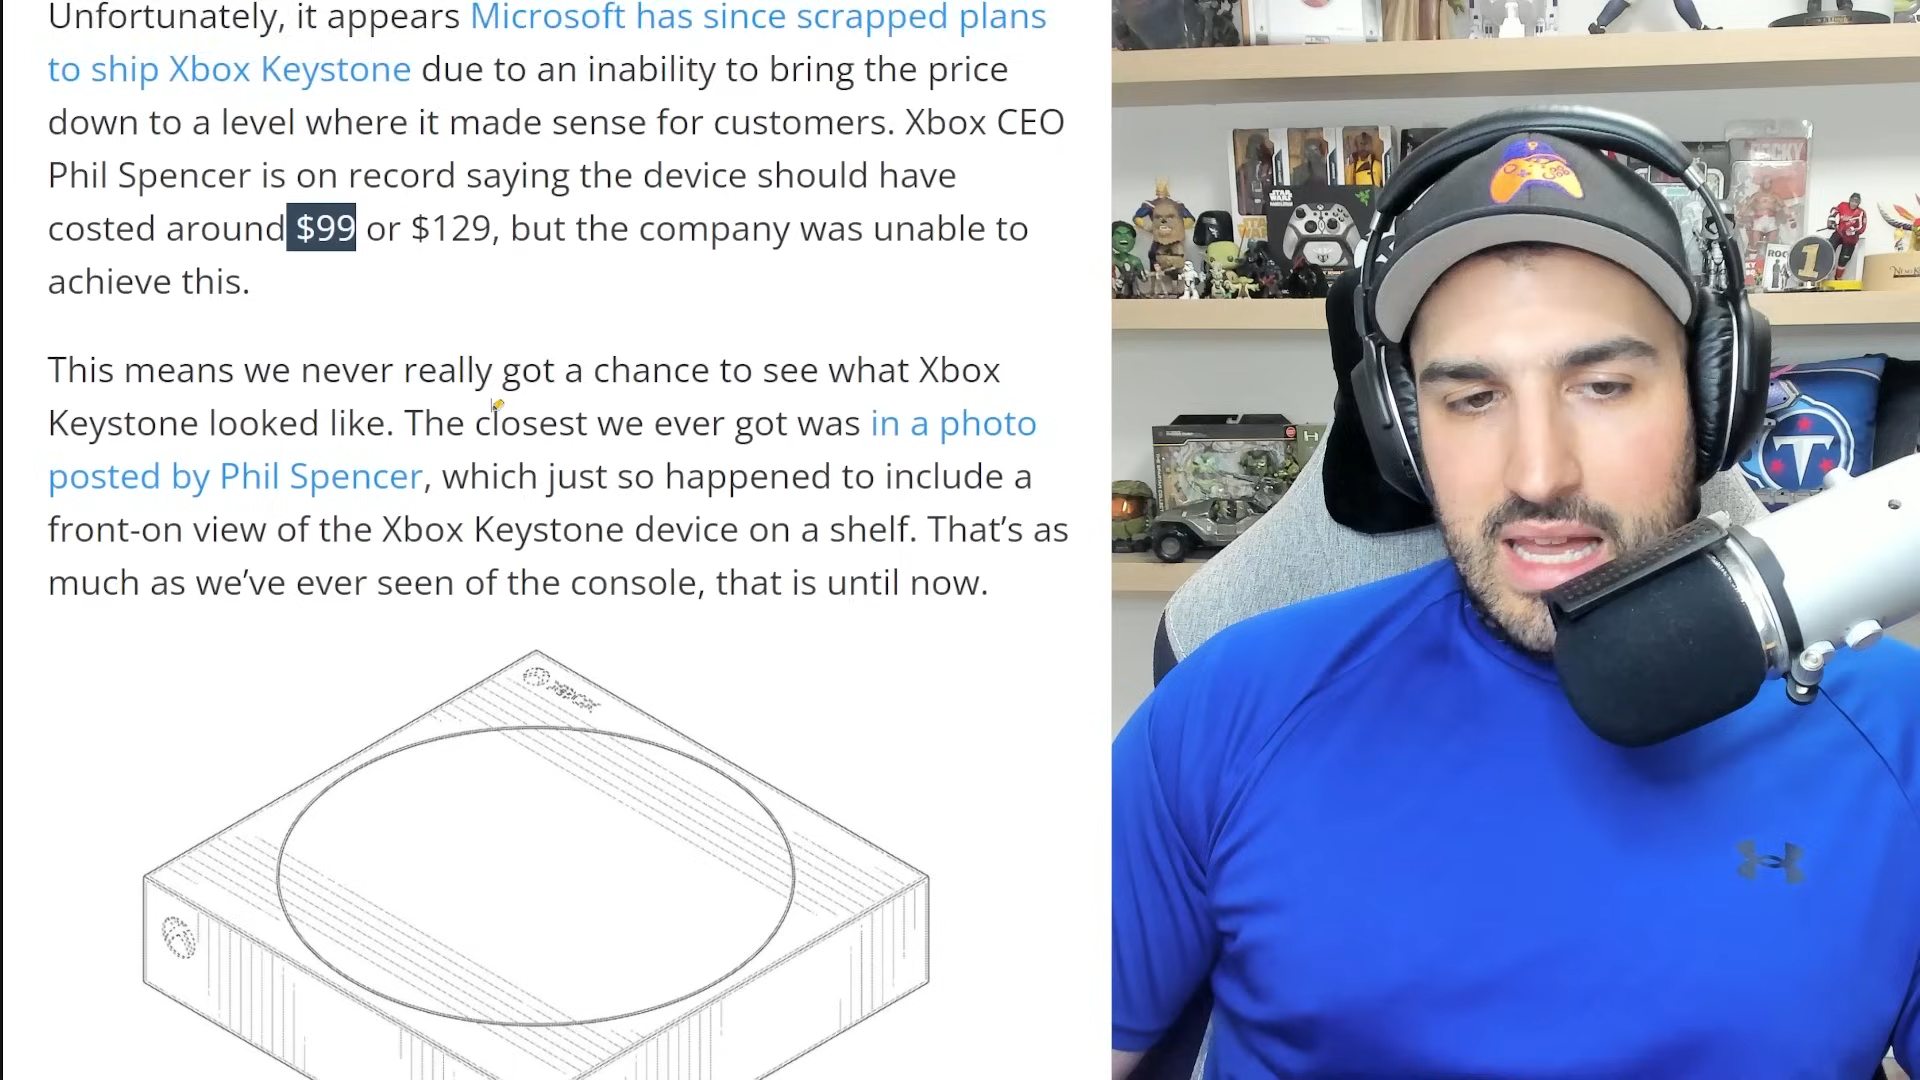 Unfortunately, it appears Microsoft has since scrapped plans
to ship Xbox Keystone due to an inability to bring the price
down to a level where it made sense for customers. Xbox CEO
Phil Spencer is on record saying the device should have
costed around $99 or $129, but the company was unable to
achieve this.
This means we never really got a chance to see what Xbox
Keystone looked like. The closest we ever got was in a photo
posted by Phil Spencer, which just so happened to include a
front-on view of the Xbox Keystone device on a shelf. That’s as
much as we’ve ever seen of the console, that is until now.
XBOX
STAR
WARS
ROCKY
1
T